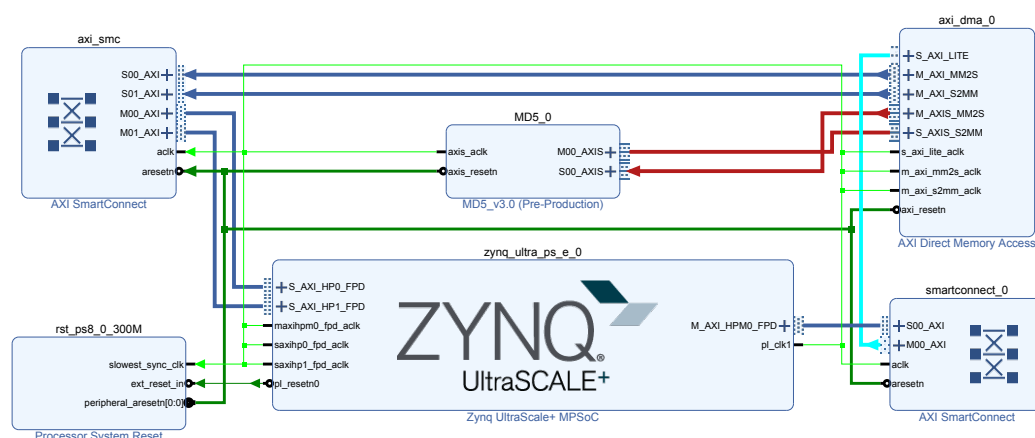 axi_smc
S00_AXI
S01_AXI
M00_AXI
M01_AXI
aclk
aresetn
AXI SmartConnect
MD5_0
axis_aclk
axis_resetn
M00_AXIS
S00_AXIS
MD5_v3.0 (Pre-Production)
axi_dma_0
S_AXI_LITE
M_AXI_MM2S
M_AXI_S2MM
M_AXIS_MM2S
S_AXIS_S2MM
s_axi_lite_aclk
m_axi_mm2s_aclk
m_axi_s2mm_aclk
axi_resetn
AXI Direct Memory Access
zynq_ultra_ps_e_0
S_AXI_HP0_FPD
S_AXI_HP1_FPD
maxihpm0_fpd_aclk
saxihp0_fpd_aclk
saxihp1_fpd_aclk
pl_resetn0
ZYNQ
UltraSCALE+
M_AXI_HPM0_FPD
pl_clk1
Zynq UltraScale+ MPSoC
smartconnect_0
S00_AXI
M00_AXI
aclk
aresetn
AXI SmartConnect
rst_ps8_0_300M
slowest_sync_clk
ext_reset_in
peripheral_aresetn[0:0]
Processor System Reset